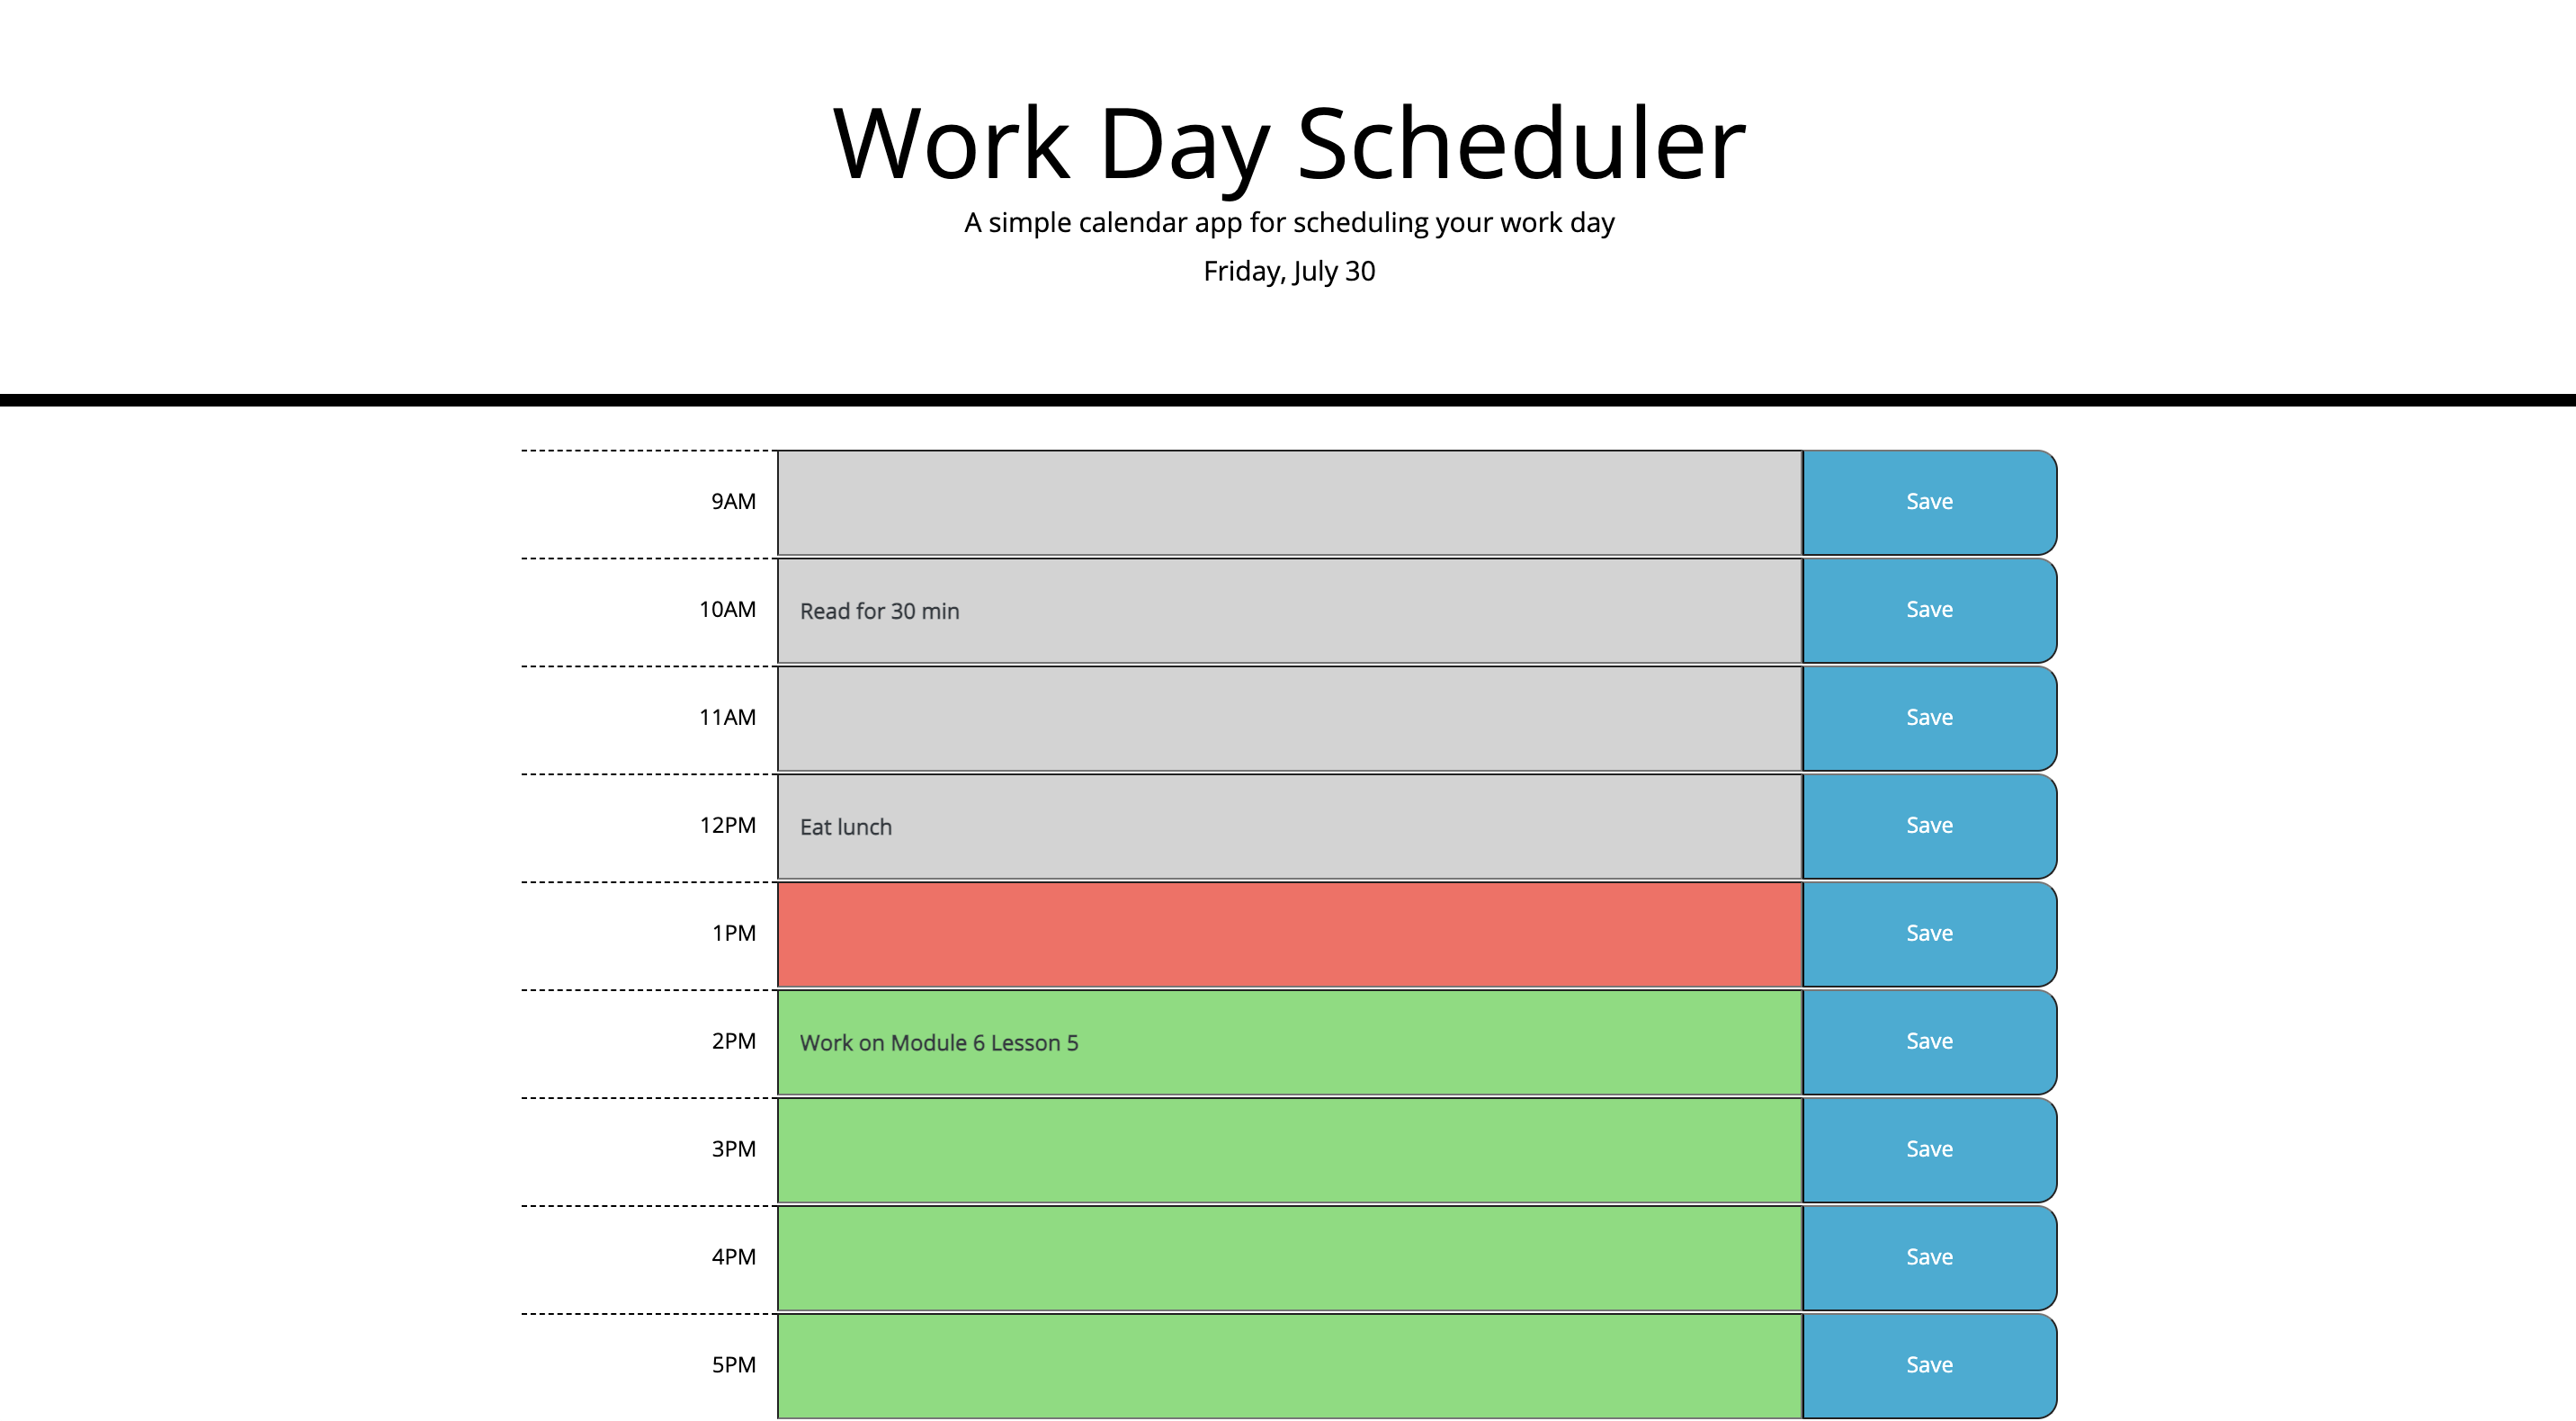 Work Day Scheduler
A simple calendar app for scheduling your work day
Friday, July 30
9AM Save
10AM Read for 30 min Save
11AM Save
12PM Eat lunch Save
1PM Save
2PM Work on Module 6 Lesson 5 Save
3PM Save
4PM Save
5PM Save